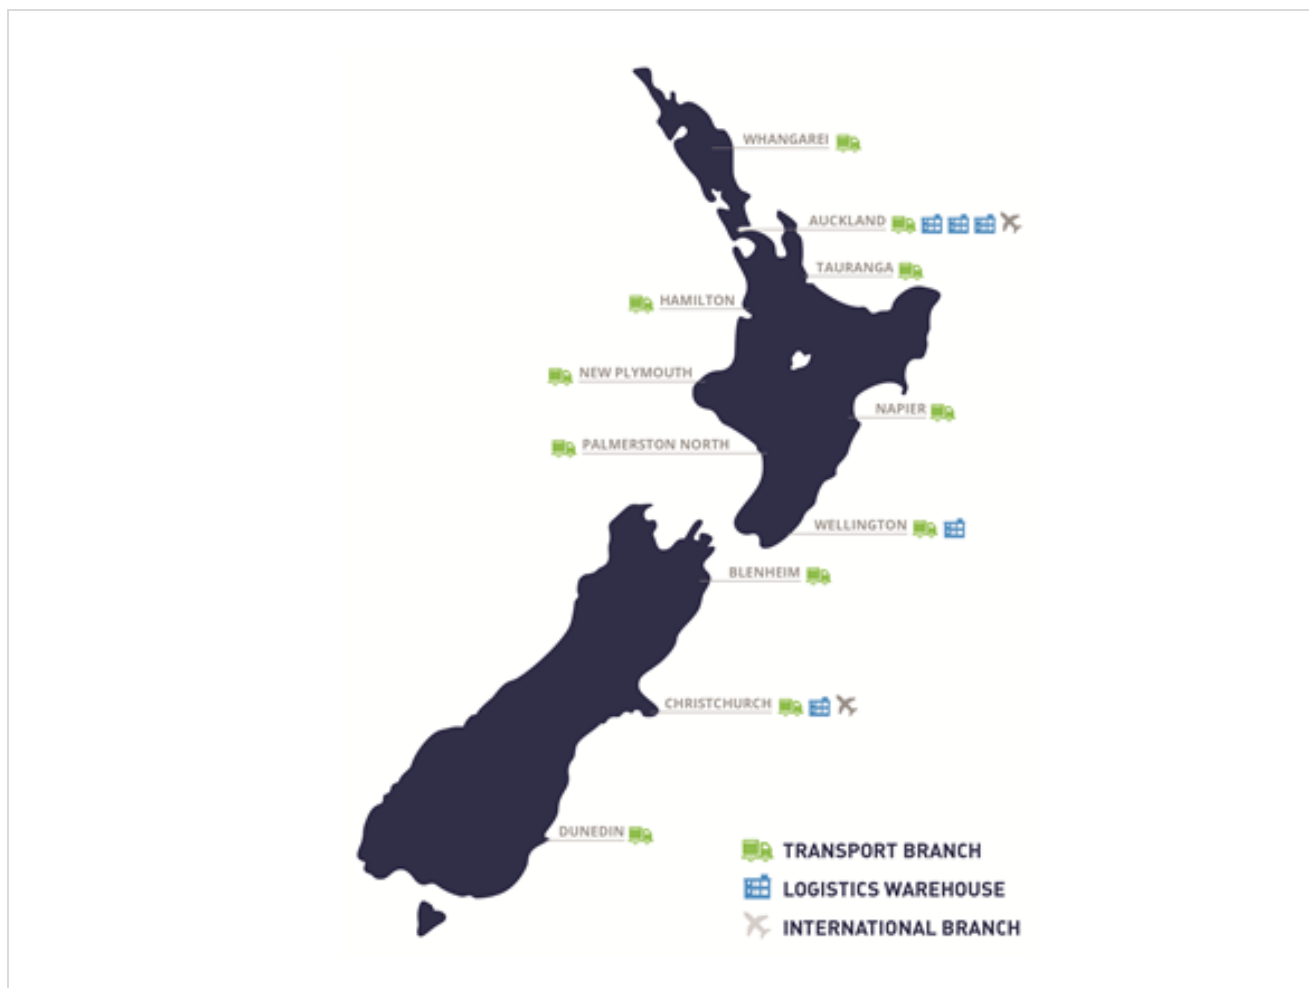 WHANGAREI
AUCKLAND
TAURANGA
HAMILTON
NEW PLYMOUTH
NAPIER
PALMERSTON NORTH
WELLINGTON
BLENHEIM
CHRISTCHURCH
DUNEDIN
TRANSPORT BRANCH
LOGISTICS WAREHOUSE
INTERNATIONAL BRANCH